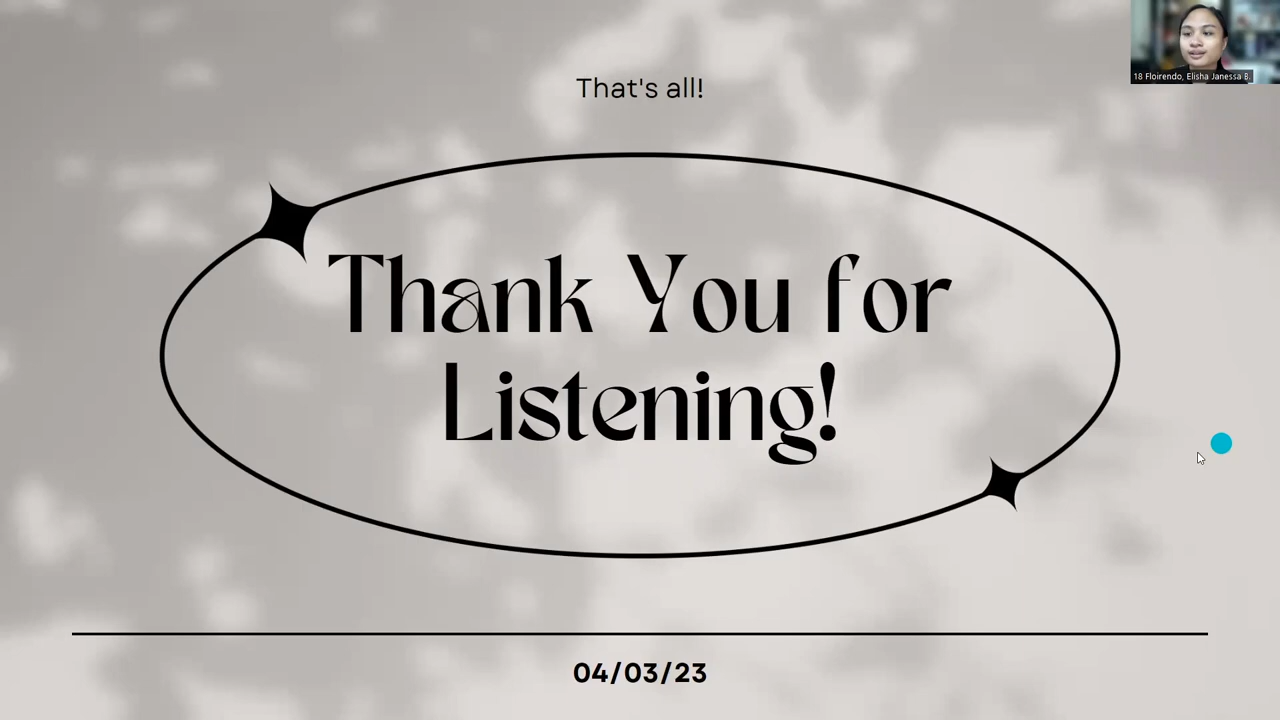 18 Floirendo, Elisha Janessa B.
That's all!
Thank You for
Listening!
04/03/23